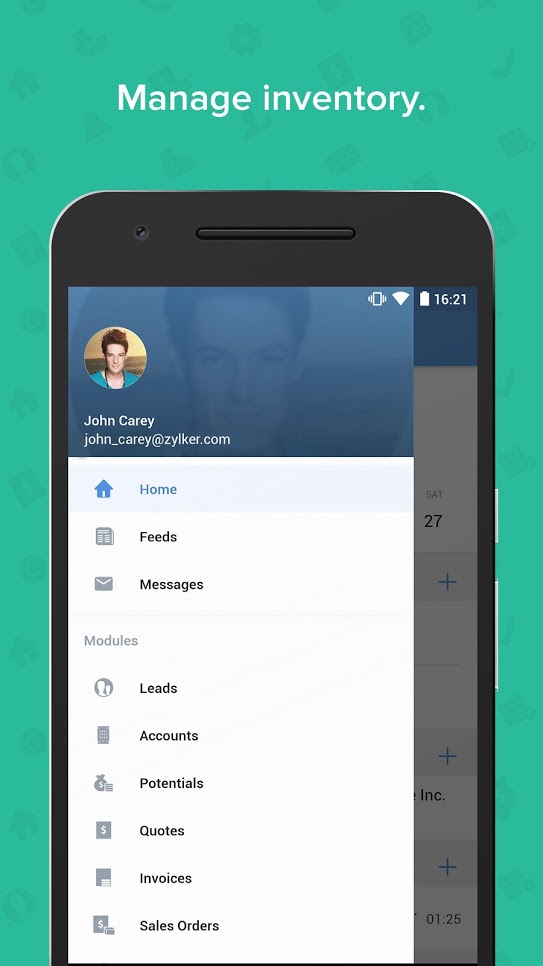 Manage inventory.
16:21
John Carey
john_carey@zylker.com
Home
SAT
27
Feeds
Messages
Modules
Leads
Accounts
Potentials
Inc.
Quotes
Invoices
01:25
Sales Orders